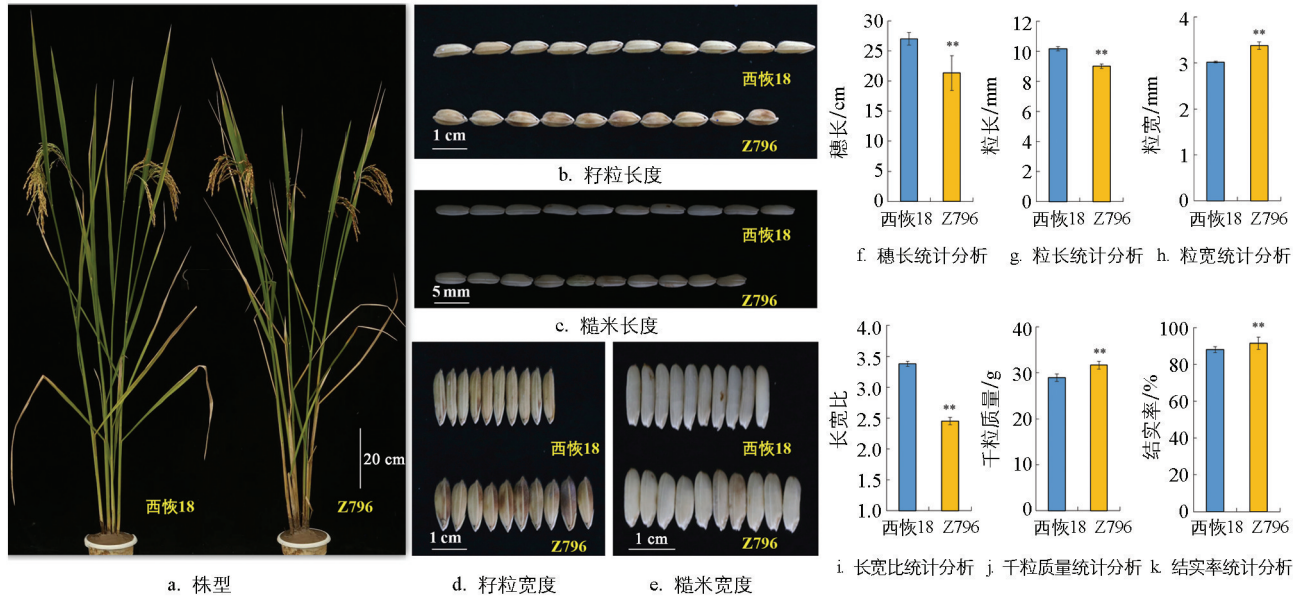 西恢18
Z796
20 cm
a. 株型
西恢18
1 cm
Z796
b. 籽粒长度
西恢18
5 mm
Z796
c. 糙米长度
西恢18
1 cm
Z796
d. 籽粒宽度
西恢18
1 cm
Z796
e. 糙米宽度
穗长/cm
30
25
20
15
10
5
0
**
西恢18 Z796
f. 穗长统计分析
粒长/mm
12
10
8
6
4
2
0
**
西恢18 Z796
g. 粒长统计分析
粒宽/mm
4
3
2
1
0
**
西恢18 Z796
h. 粒宽统计分析
长宽比
4.0
3.5
3.0
2.5
2.0
1.5
1.0
**
西恢18 Z796
i. 长宽比统计分析
千粒质量/g
40
30
20
10
0
**
西恢18 Z796
j. 千粒质量统计分析
结实率/%
100
80
60
40
20
0
**
西恢18 Z796
k. 结实率统计分析